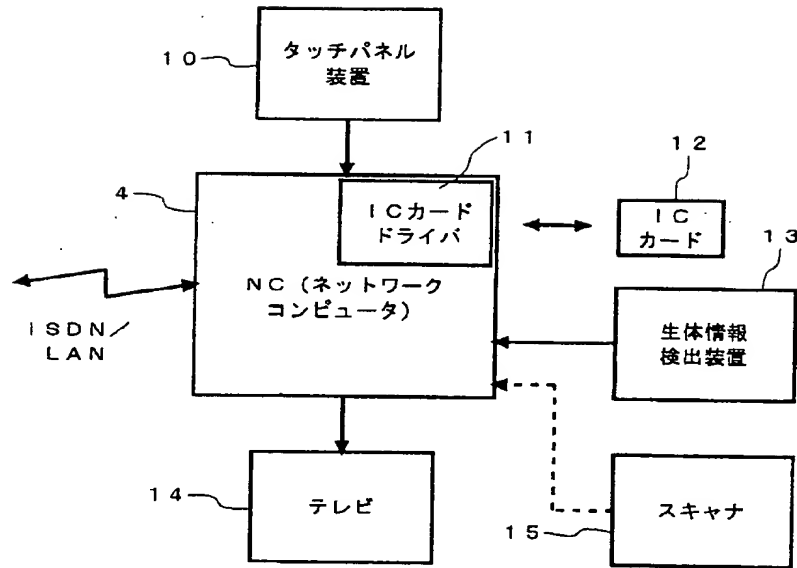 10
タッチパネル
装置
11
12
4
ICカード
ドライバ
IC
カード
13
NC(ネットワーク
コンピュータ)
ISDN/
LAN
生体情報
検出装置
14
テレビ
スキャナ
15